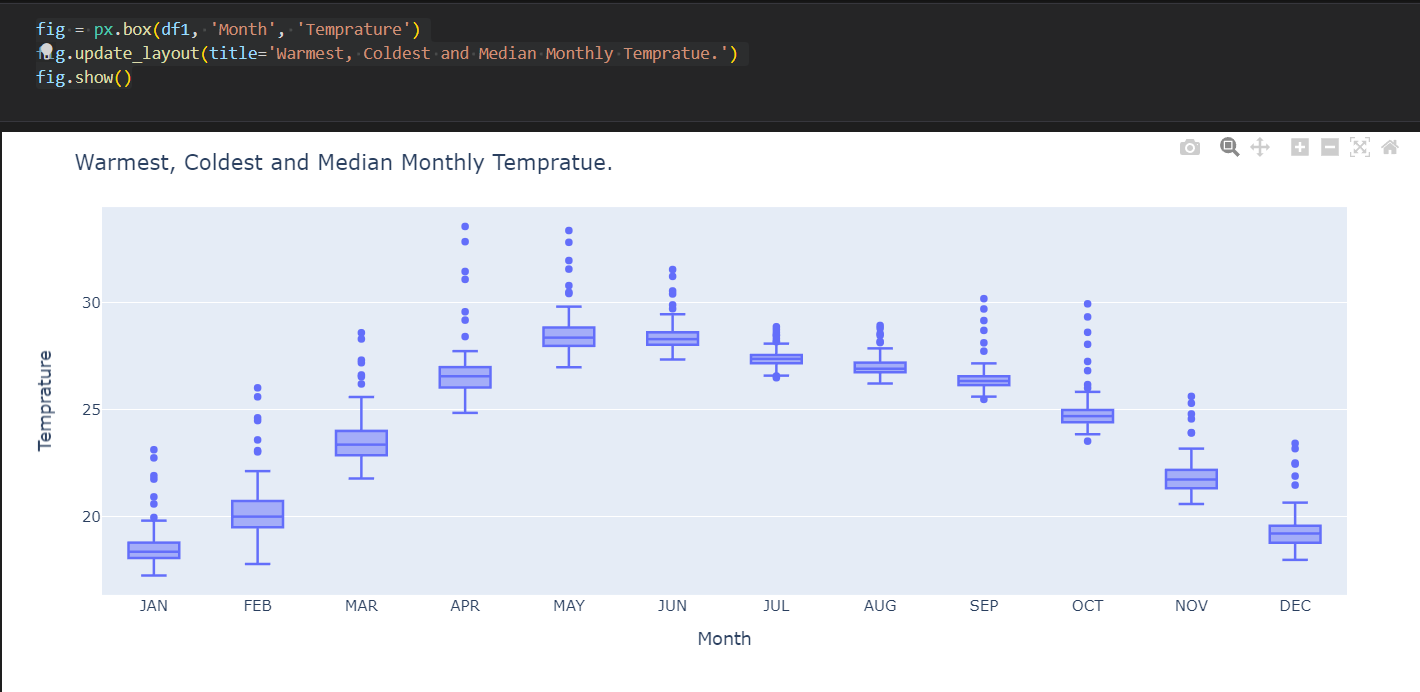 fig = px.box(df1, 'Month', 'Temprature')
fig.update_layout(title='Warmest, Coldest and Median Monthly Tempratue.')
fig.show()
Warmest, Coldest and Median Monthly Tempratue.
30
25
20
Temprature
JAN FEB MAR APR MAY JUN JUL AUG SEP OCT NOV DEC
Month